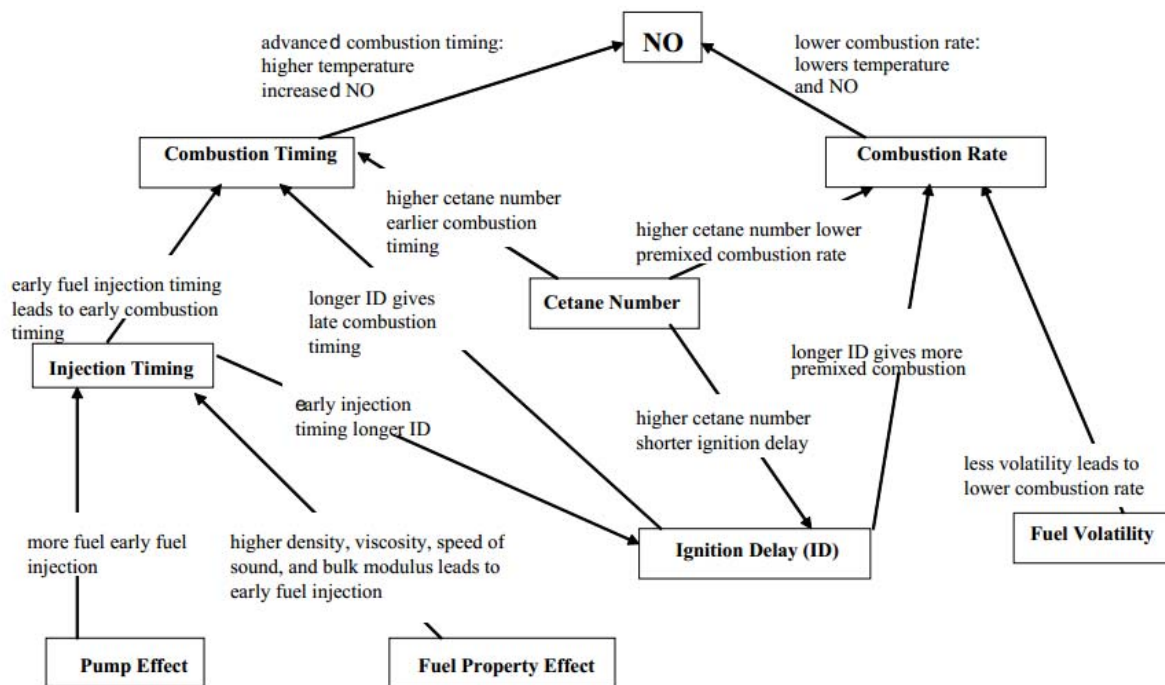 NO
advanced combustion timing:
higher temperature
increased NO
lower combustion rate:
lowers temperature
and NO
Combustion Timing
Combustion Rate
higher cetane number
earlier combustion
timing
higher cetane number lower
premixed combustion rate
early fuel injection timing
leads to early combustion
timing
longer ID gives
late combustion
timing
Cetane Number
Injection Timing
longer ID gives more
premixed combustion
early injection
timing longer ID
higher cetane number
shorter ignition delay
less volatility leads to
lower combustion rate
more fuel early fuel
injection
higher density, viscosity, speed of
sound, and bulk modulus leads to
early fuel injection
Ignition Delay (ID)
Fuel Volatility
Pump Effect
Fuel Property Effect